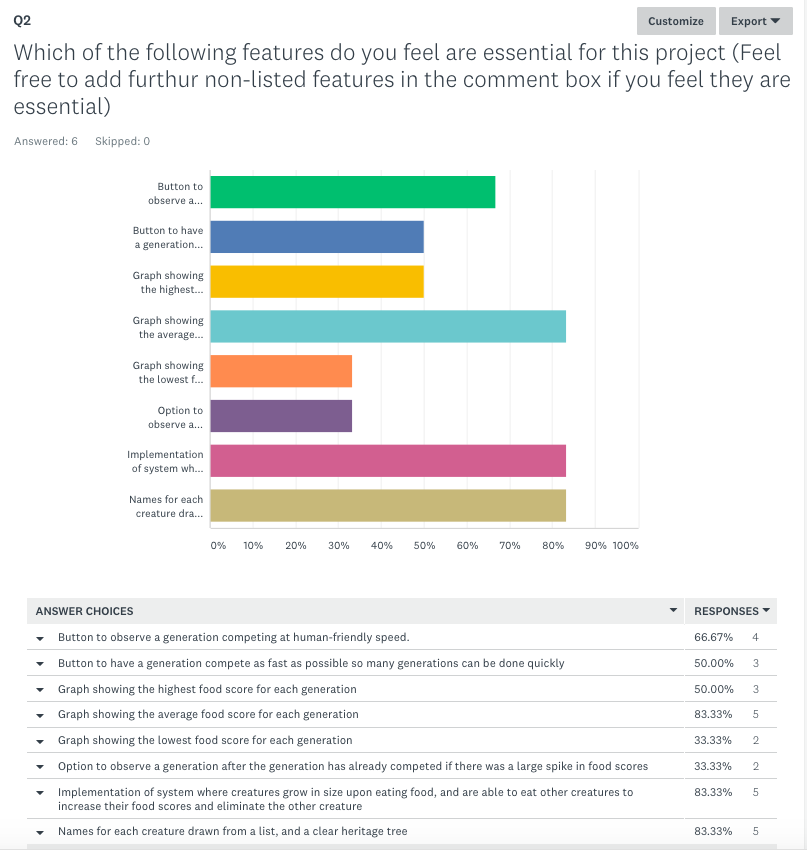 Q2
Customize
Export
Which of the following features do you feel are essential for this project (Feel
free to add furthur non-listed features in the comment box if you feel they are
essential)
Answered: 6 Skipped: 0
Button to
observe a...
Button to have
a generation...
Graph showing
the highest...
Graph showing
the average...
Graph showing
the lowest f...
Option to
observe a...
Implementation
of system wh...
Names for each
creature dra...
0% 10% 20% 30% 40% 50% 60% 70% 80% 90% 100%
ANSWER CHOICES RESPONSES
Button to observe a generation competing at human-friendly speed. 66.67% 4
Button to have a generation compete as fast as possible so many generations can be done quickly 50.00% 3
Graph showing the highest food score for each generation 50.00% 3
Graph showing the average food score for each generation 83.33% 5
Graph showing the lowest food score for each generation 33.33% 2
Option to observe a generation after the generation has already competed if there was a large spike in food scores 33.33% 2
Implementation of system where creatures grow in size upon eating food, and are able to eat other creatures to 83.33% 5
increase their food scores and eliminate the other creature
Names for each creature drawn from a list, and a clear heritage tree 83.33% 5